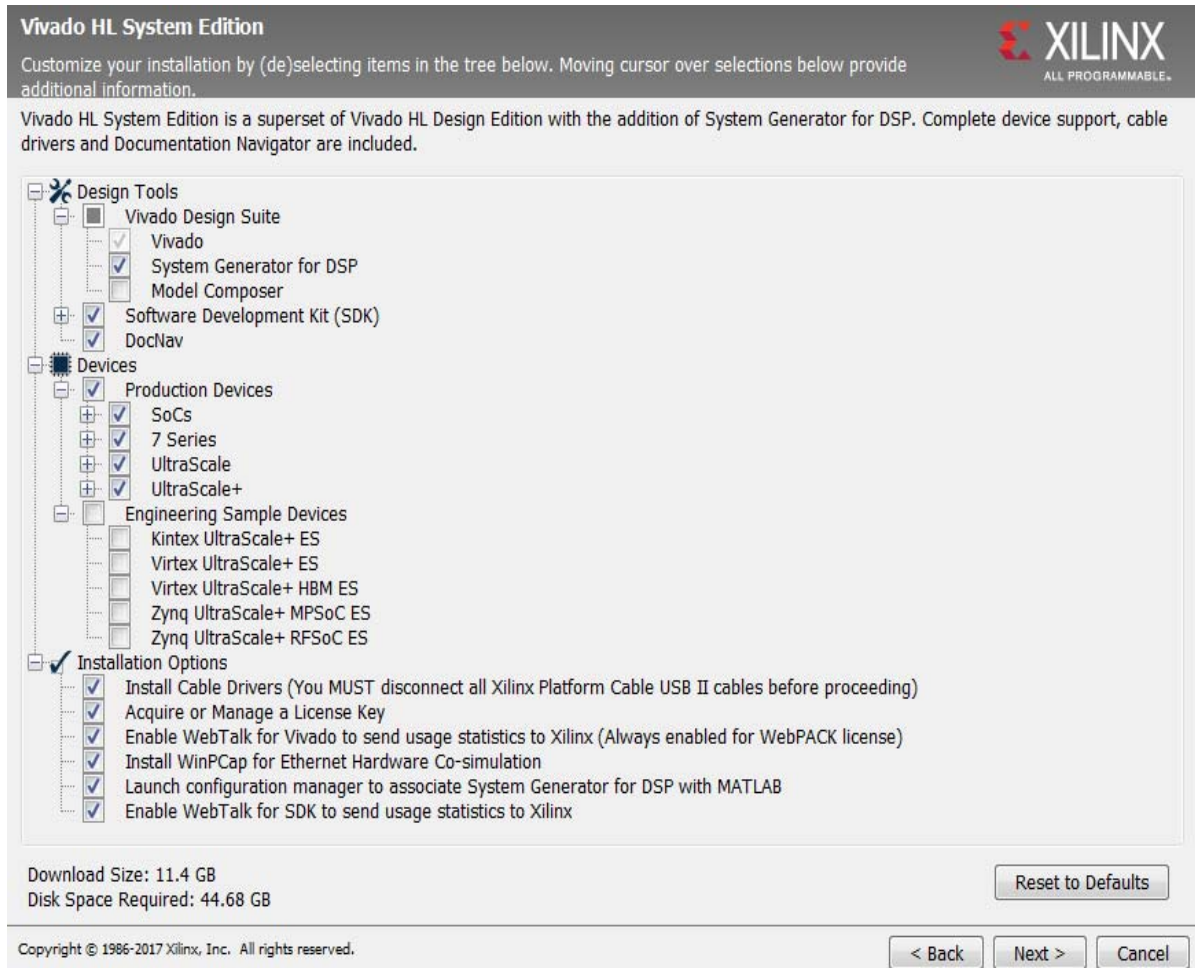 Vivado HL System Edition
XILINX
ALL PROGRAMMABLE.
Customize your installation by (de)selecting items in the tree below. Moving cursor over selections below provide
additional information.
Vivado HL System Edition is a superset of Vivado HL Design Edition with the addition of System Generator for DSP. Complete device support, cable
drivers and Documentation Navigator are included.
Design Tools
Vivado Design Suite
Vivado
System Generator for DSP
Model Composer
Software Development Kit (SDK)
DocNav
Devices
Production Devices
SoCs
7 Series
UltraScale
UltraScale+
Engineering Sample Devices
Kintex UltraScale+ ES
Virtex UltraScale+ ES
Virtex UltraScale+ HBM ES
Zynq UltraScale+ MPSoC ES
Zynq UltraScale+ RFSoC ES
Installation Options
Install Cable Drivers (You MUST disconnect all Xilinx Platform Cable USB II cables before proceeding)
Acquire or Manage a License Key
Enable WebTalk for Vivado to send usage statistics to Xilinx (Always enabled for WebPACK license)
Install WinPCap for Ethernet Hardware Co-simulation
Launch configuration manager to associate System Generator for DSP with MATLAB
Enable WebTalk for SDK to send usage statistics to Xilinx
Download Size: 11.4 GB
Disk Space Required: 44.68 GB
Reset to Defaults
Copyright © 1986-2017 Xilinx, Inc. All rights reserved.
< Back
Next >
Cancel